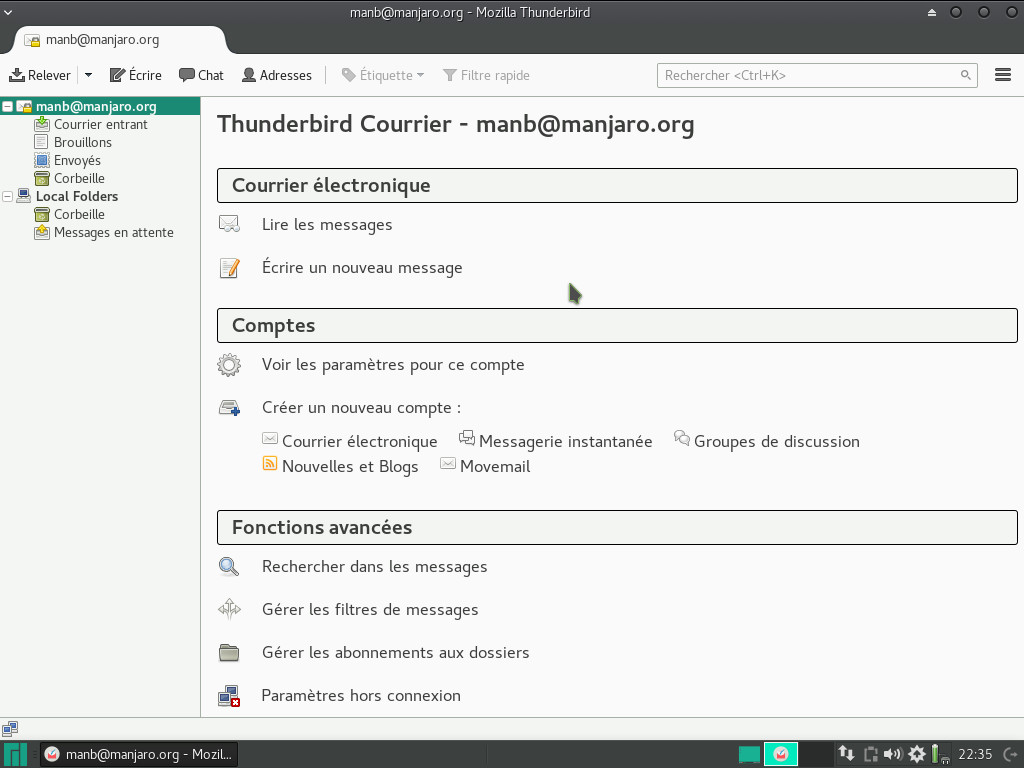 manb@manjaro.org - Mozilla Thunderbird
manb@manjaro.org
Relever Écrire Chat Adresses Étiquette Filtre rapide Rechercher <Ctrl+K>
manb@manjaro.org
Courrier entrant
Brouillons
Envoyés
Corbeille
Local Folders
Corbeille
Messages en attente
Thunderbird Courrier - manb@manjaro.org
Courrier électronique
Lire les messages
Écrire un nouveau message
Comptes
Voir les paramètres pour ce compte
Créer un nouveau compte :
Courrier électronique Messagerie instantanée Groupes de discussion
Nouvelles et Blogs Movemail
Fonctions avancées
Rechercher dans les messages
Gérer les filtres de messages
Gérer les abonnements aux dossiers
Paramètres hors connexion
manb@manjaro.org - Mozil... 22:35